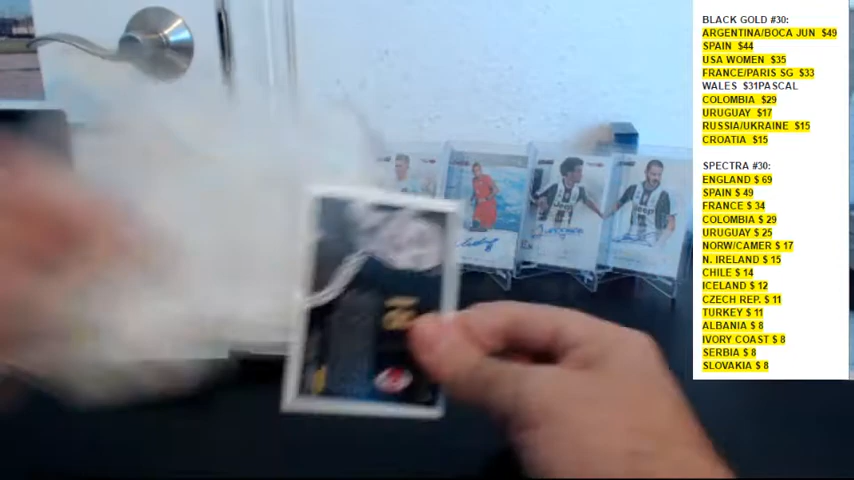 BLACK GOLD #30:
ARGENTINA/BOCA JUN $49
SPAIN $44
USA WOMEN $35
FRANCE/PARIS SG $33
WALES $31PASCAL
COLOMBIA $29
URUGUAY $17
RUSSIA/UKRAINE $15
CROATIA $15
SPECTRA #30:
ENGLAND $ 69
SPAIN $ 49
FRANCE $ 34
COLOMBIA $ 29
URUGUAY $ 25
NORW/CAMER $ 17
N. IRELAND $ 15
CHILE $ 14
ICELAND $ 12
CZECH REP. $ 11
TURKEY $ 11
ALBANIA $ 8
IVORY COAST $ 8
SERBIA $ 8
SLOVAKIA $ 8
Jeep
Jeep